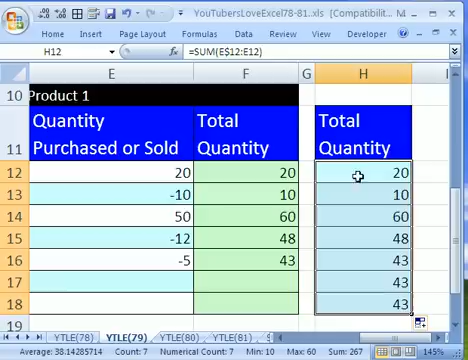 YouTubersLoveExcel78-81...xls [Compatibilit...
Home Insert Page Layout Formulas Data Review View Developer
H12 =SUM(E$12:E12)
E F G H I
10 Product 1
11 Quantity Purchased or Sold Total Quantity Total Quantity
12 20 20 20
13 -10 10 10
14 50 60 60
15 -12 48 48
16 -5 43 43
17 43
18 43
19
YTLE(78) YTLE(79) YTLE(80) YTLE(81)
Average: 38.14285714 Count: 7 Numerical Count: 7 Min: 10 Max: 60 Sum: 267 145%